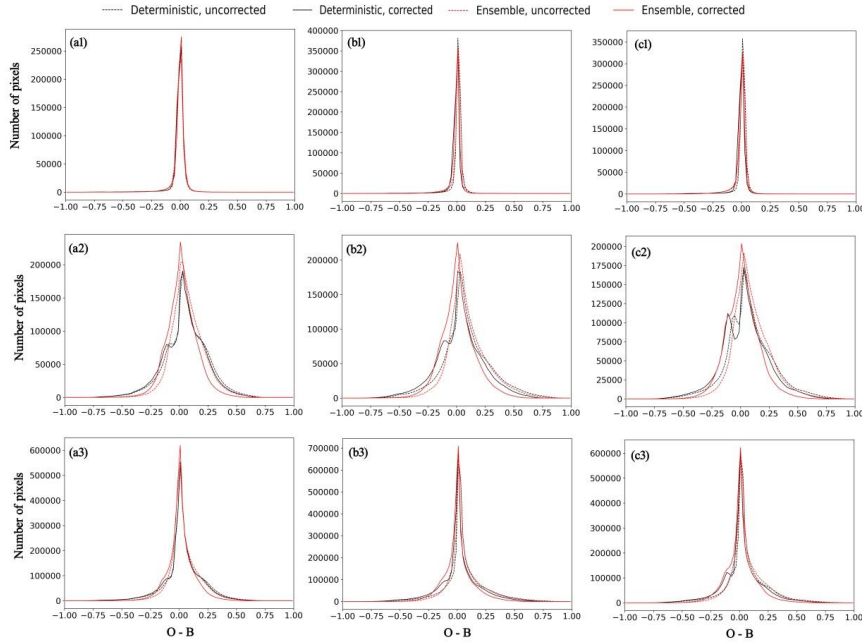 Deterministic, uncorrected Deterministic, corrected Ensemble, uncorrected Ensemble, corrected
(a1) (b1) (c1)
Number of pixels
250000 200000 150000 100000 50000 0
400000 350000 300000 250000 200000 150000 100000 50000 0
350000 300000 250000 200000 150000 100000 50000 0
−1.00 −0.75 −0.50 −0.25 0.00 0.25 0.50 0.75 1.00
−1.00 −0.75 −0.50 −0.25 0.00 0.25 0.50 0.75 1.00
−1.00 −0.75 −0.50 −0.25 0.00 0.25 0.50 0.75 1.00
(a2) (b2) (c2)
Number of pixels
200000 150000 100000 50000 0
200000 150000 100000 50000 0
200000 175000 150000 125000 100000 75000 50000 25000 0
−1.00 −0.75 −0.50 −0.25 0.00 0.25 0.50 0.75 1.00
−1.00 −0.75 −0.50 −0.25 0.00 0.25 0.50 0.75 1.00
−1.00 −0.75 −0.50 −0.25 0.00 0.25 0.50 0.75 1.00
(a3) (b3) (c3)
Number of pixels
600000 500000 400000 300000 200000 100000 0
700000 600000 500000 400000 300000 200000 100000 0
600000 500000 400000 300000 200000 100000 0
−1.00 −0.75 −0.50 −0.25 0.00 0.25 0.50 0.75 1.00
−1.00 −0.75 −0.50 −0.25 0.00 0.25 0.50 0.75 1.00
−1.00 −0.75 −0.50 −0.25 0.00 0.25 0.50 0.75 1.00
O - B O - B O - B